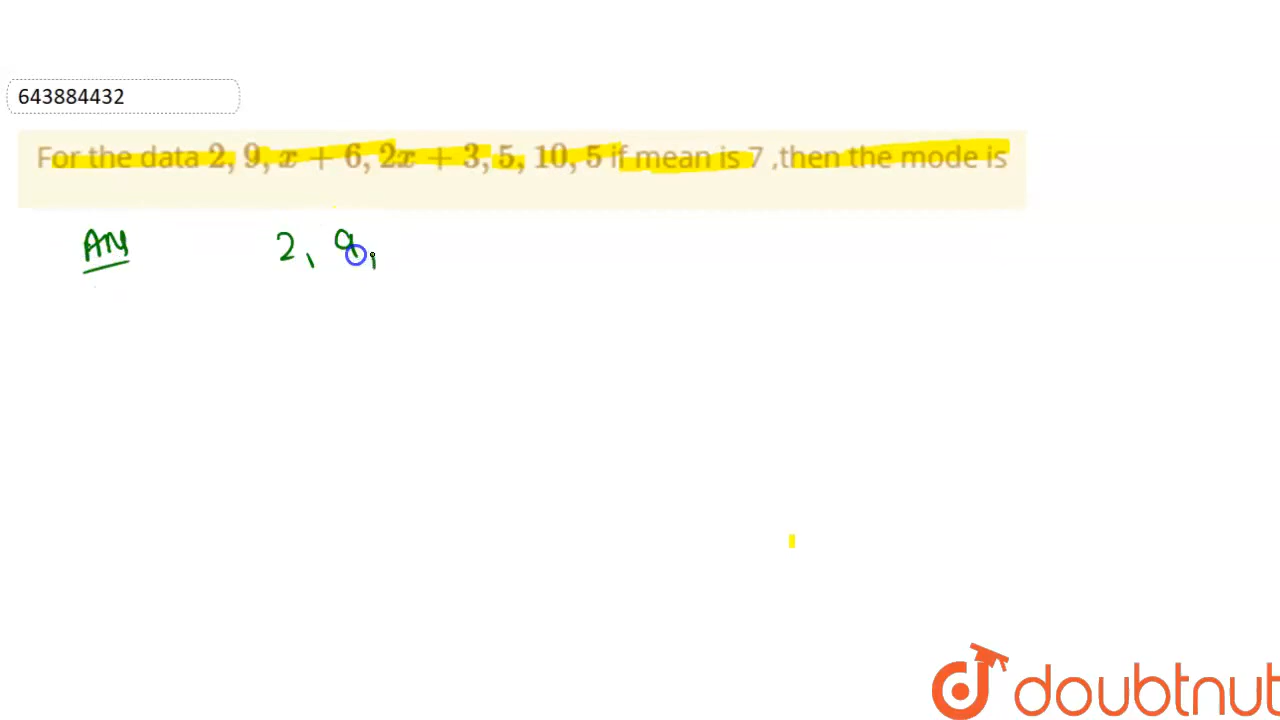 643884432
For the data 2, 9, x + 6, 2x + 3, 5, 10, 5 if mean is 7 ,then the mode is
Ans 2, 9,
doubtnut